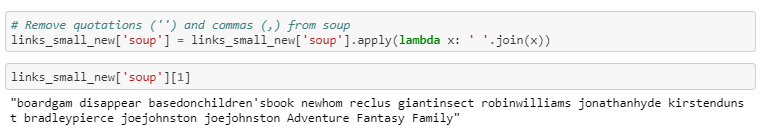 # Remove quotations ('') and commas (,) from soup
links_small_new['soup'] = links_small_new['soup'].apply(lambda x: ' '.join(x))
links_small_new['soup'][1]
"boardgam disappear basedonchildren'sbook newhom reclus giantinsect robinwilliams jonathanhyde kirstenduns
t bradleypierce joejohnston joejohnston Adventure Fantasy Family"